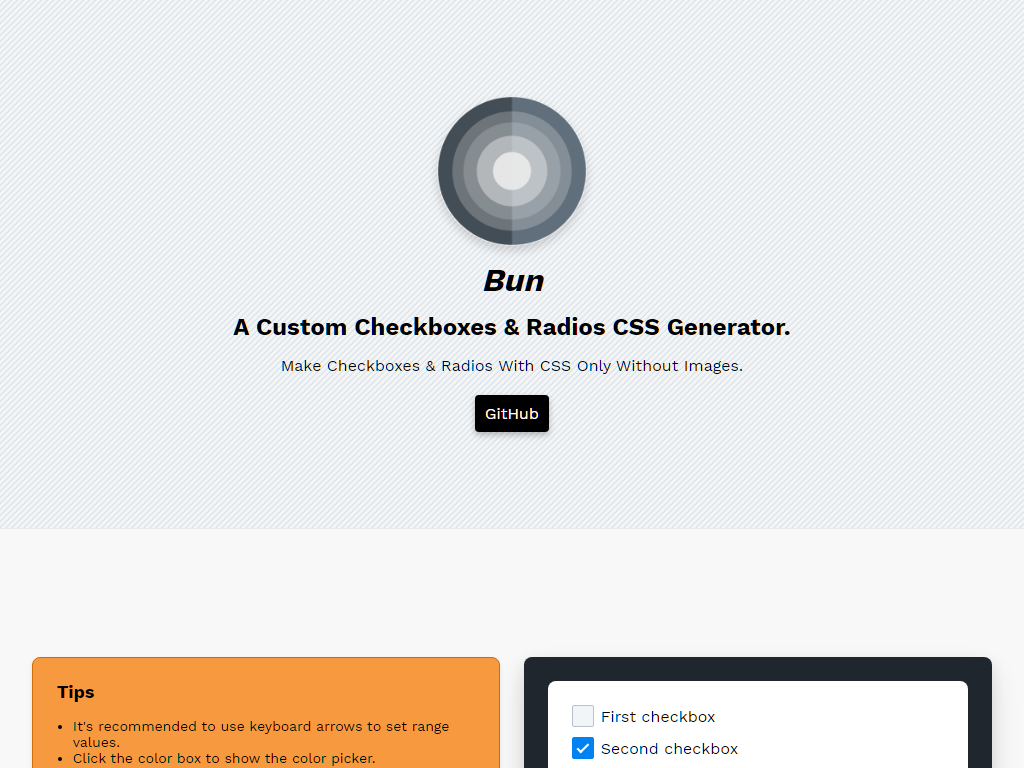 Bun
A Custom Checkboxes & Radios CSS Generator.
Make Checkboxes & Radios With CSS Only Without Images.
GitHub
Tips
• It's recommended to use keyboard arrows to set range
values.
• Click the color box to show the color picker.
First checkbox
Second checkbox